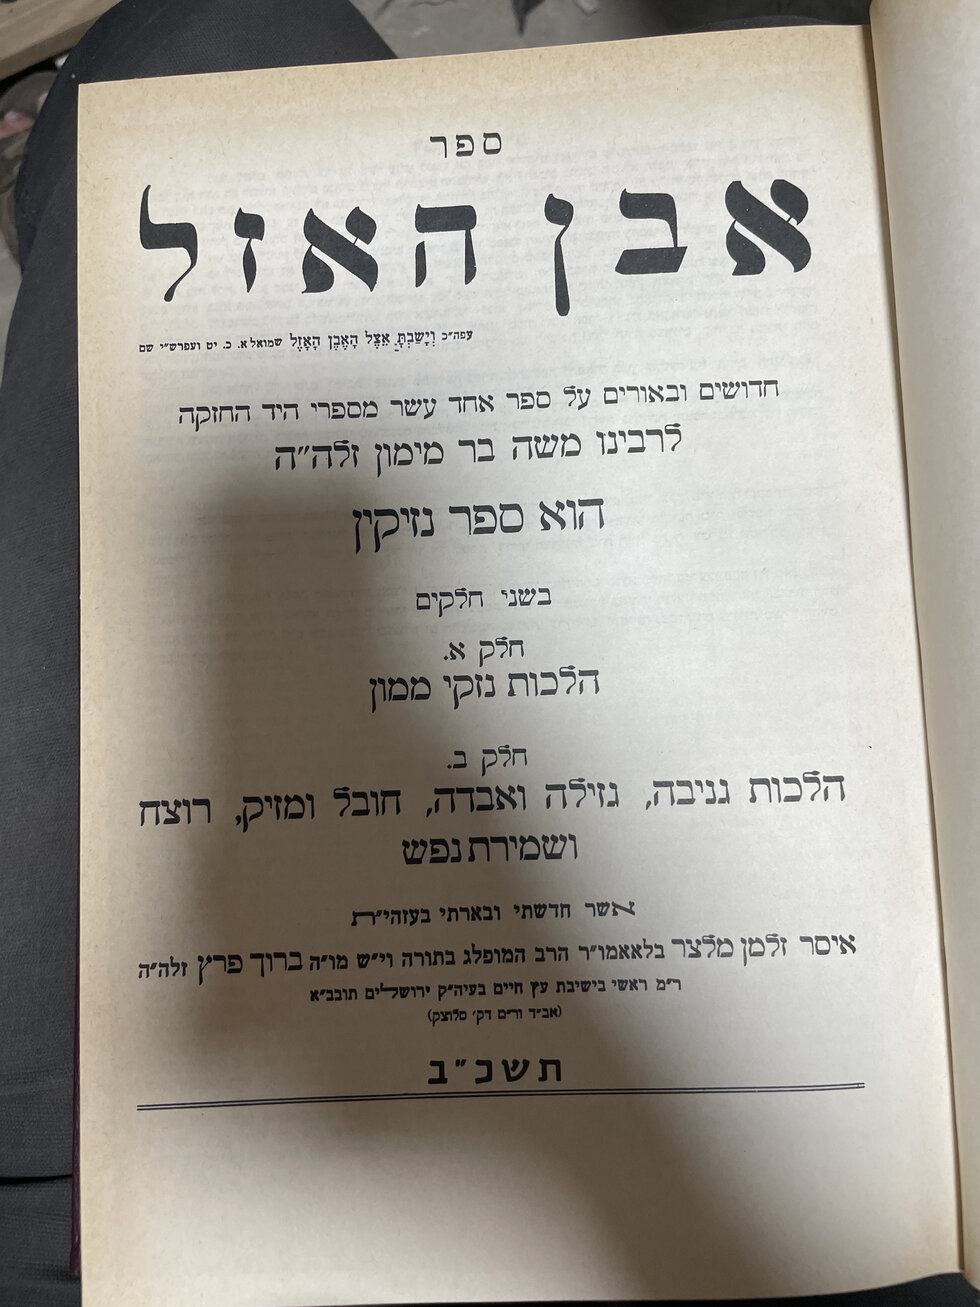 ספר
אבן האזל
עפה״כ וְיָשַבְתָּ אֵצֶל הָאֶבֶן הָאָזֶל שמואל א. כ. יט ועפרש״י שם
חדושים ובאורים על ספר אחד עשר מספרי היד החזקה
לרבינו משה בר מימון זלה״ה
הוא ספר נזיקין
בשני חלקים
חלק א.
הלכות נזקי ממון
חלק ב.
הלכות גניבה, גזילה ואבדה, חובל ומזיק, רוצח
ושמירת נפש
אשר חדשתי ובארתי בעזהי״ת
איסר זלמן מלצר בלאאמו״ר הרב המופלג בתורה וי״ש מו״ה ברוך פרץ זלה״ה
ר״מ ראשי בישיבת עץ חיים בעיה״ק ירושלים תובב״א
(אב״ד ור״מ דק׳ סלוצק)
תשכ״ב